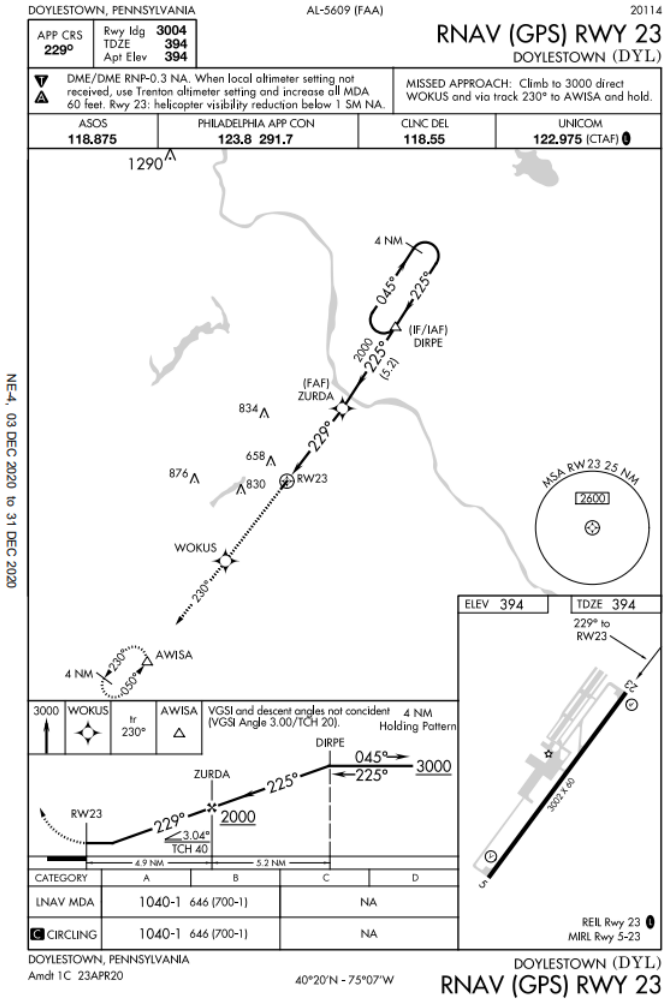 DOYLESTOWN, PENNSYLVANIA AL-5609 (FAA) 20114
APP CRS
229°
Rwy ldg 3004
TDZE 394
Apt Elev 394
RNAV (GPS) RWY 23
DOYLESTOWN (DYL)
T
A
DME/DME RNP-0.3 NA. When local altimeter setting not
received, use Trenton altimeter setting and increase all MDA
60 feet. Rwy 23: helicopter visibility reduction below 1 SM NA.
MISSED APPROACH: Climb to 3000 direct
WOKUS and via track 230° to AWISA and hold.
ASOS
118.875
PHILADELPHIA APP CON
123.8 291.7
CLNC DEL
118.55
UNICOM
122.975 (CTAF) L
1290
4 NM
045°
225°
(IF/IAF)
DIRPE
2000
225°
(5.2)
(FAF)
ZURDA
834
229°
658
876
830
RW23
MSA RW23 25 NM
2600
WOKUS
230°
AWISA
4 NM
230°
050°
NE-4, 03 DEC 2020 to 31 DEC 2020
ELEV 394
TDZE 394
229° to
RW23
23
3002 X 60
5
REIL Rwy 23 L
MIRL Rwy 5-23
3000
WOKUS
tr
230°
AWISA
VGSI and descent angles not concident
(VGSI Angle 3.00/TCH 20).
4 NM
Holding Pattern
DIRPE
045°
225°
3000
ZURDA
225°
2000
RW23
229°
3.04°
TCH 40
4.9 NM
5.2 NM
CATEGORY A B C D
LNAV MDA 1040-1 646 (700-1) NA
C CIRCLING 1040-1 646 (700-1) NA
DOYLESTOWN, PENNSYLVANIA
Amdt 1C 23APR20
40°20'N - 75°07'W
DOYLESTOWN (DYL)
RNAV (GPS) RWY 23